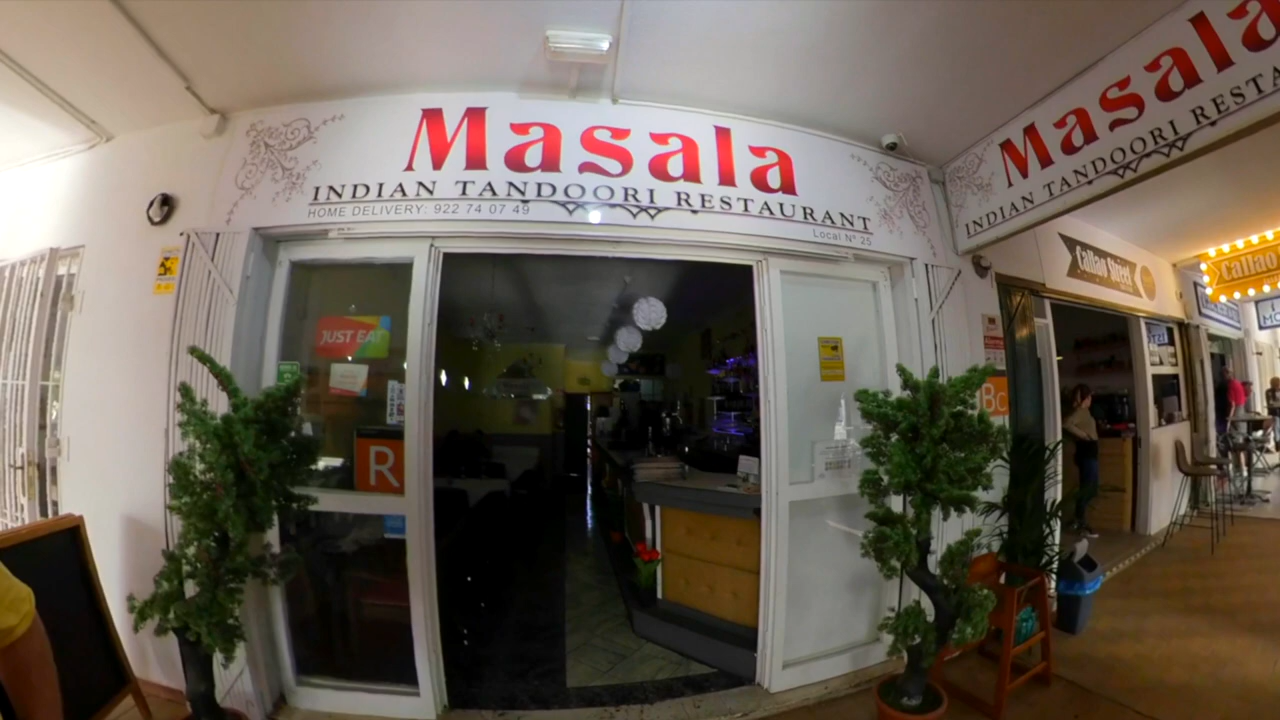 Masala
INDIAN TANDOORI RESTAURANT
HOME DELIVERY: 922 74 07 49
Local Nº 25
Masala
INDIAN TANDOORI RESTA
Callao Street
Callao
JUST EAT
R
Bc